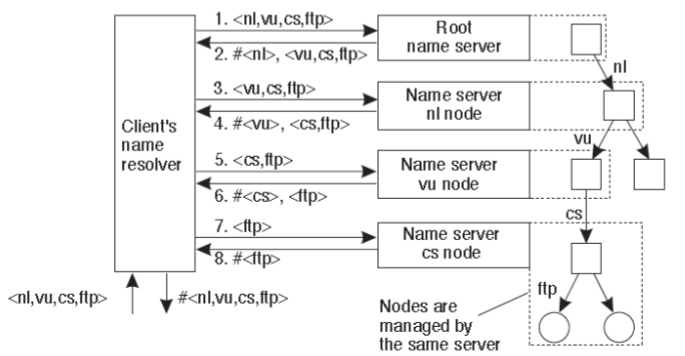 1. <nl,vu,cs,ftp>
2. #<nl>, <vu,cs,ftp>
3. <vu,cs,ftp>
4. #<vu>, <cs,ftp>
5. <cs,ftp>
6. #<cs>, <ftp>
7. <ftp>
8. #<ftp>
Client's
name
resolver
<nl,vu,cs,ftp>
#<nl,vu,cs,ftp>
Root
name server
Name server
nl node
Name server
vu node
Name server
cs node
nl
vu
cs
ftp
Nodes are
managed by
the same server